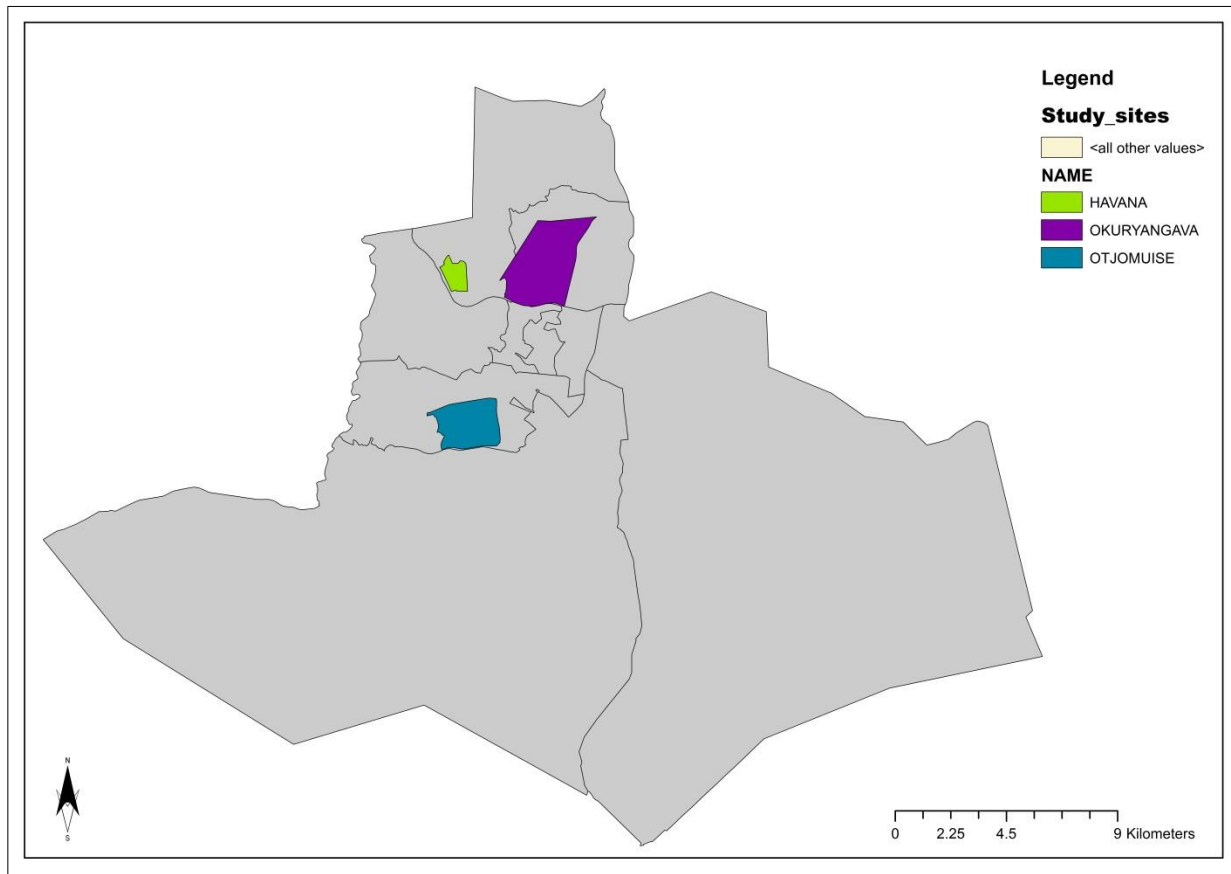 Legend
Study_sites
<all other values>
NAME
HAVANA
OKURYANGAVA
OTJOMUISE
N
S
0 2.25 4.5 9 Kilometers